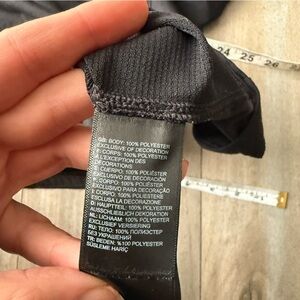 24 25 26
GB: BODY: 100% POLYESTER
EXCLUSIVE OF DECORATION
F: CORPS: 100% POLYESTER
À L'EXCEPTION DES
DÉCORATIONS
E: CUERPO: 100% POLIÉSTER
EXCLUSIVO DE DECORACIÓN
P: CORPO: 100% POLIÉSTER
EXCLUSIVO PARA DECORAÇÃO
I: CORPO: 100% POLIESTERE
ESCLUSA LA DECORAZIONE
D: HAUPTTEIL: 100% POLYESTER
AUSSCHLIESSLICH DEKORATION
NL: LICHAAM: 100% POLYESTER
EXCLUSIEF VERSIERING
RU: ТЕЛО: 100% ПОЛИЭСТЕР
БЕЗ УКРАШЕНИЙ
TR: BEDEN: %100 POLYESTER
SÜSLEME HARİÇ